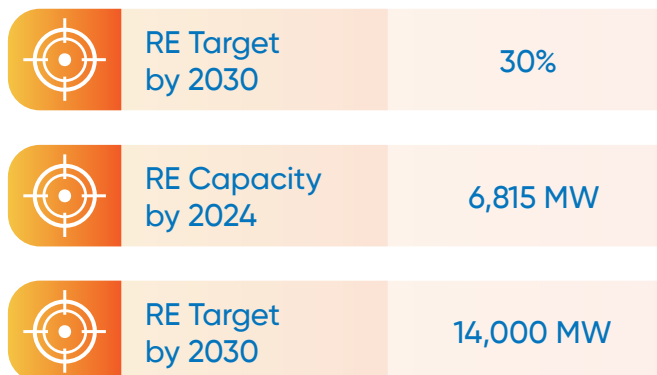 RE Target
by 2030
30%
RE Capacity
by 2024
6,815 MW
RE Target
by 2030
14,000 MW